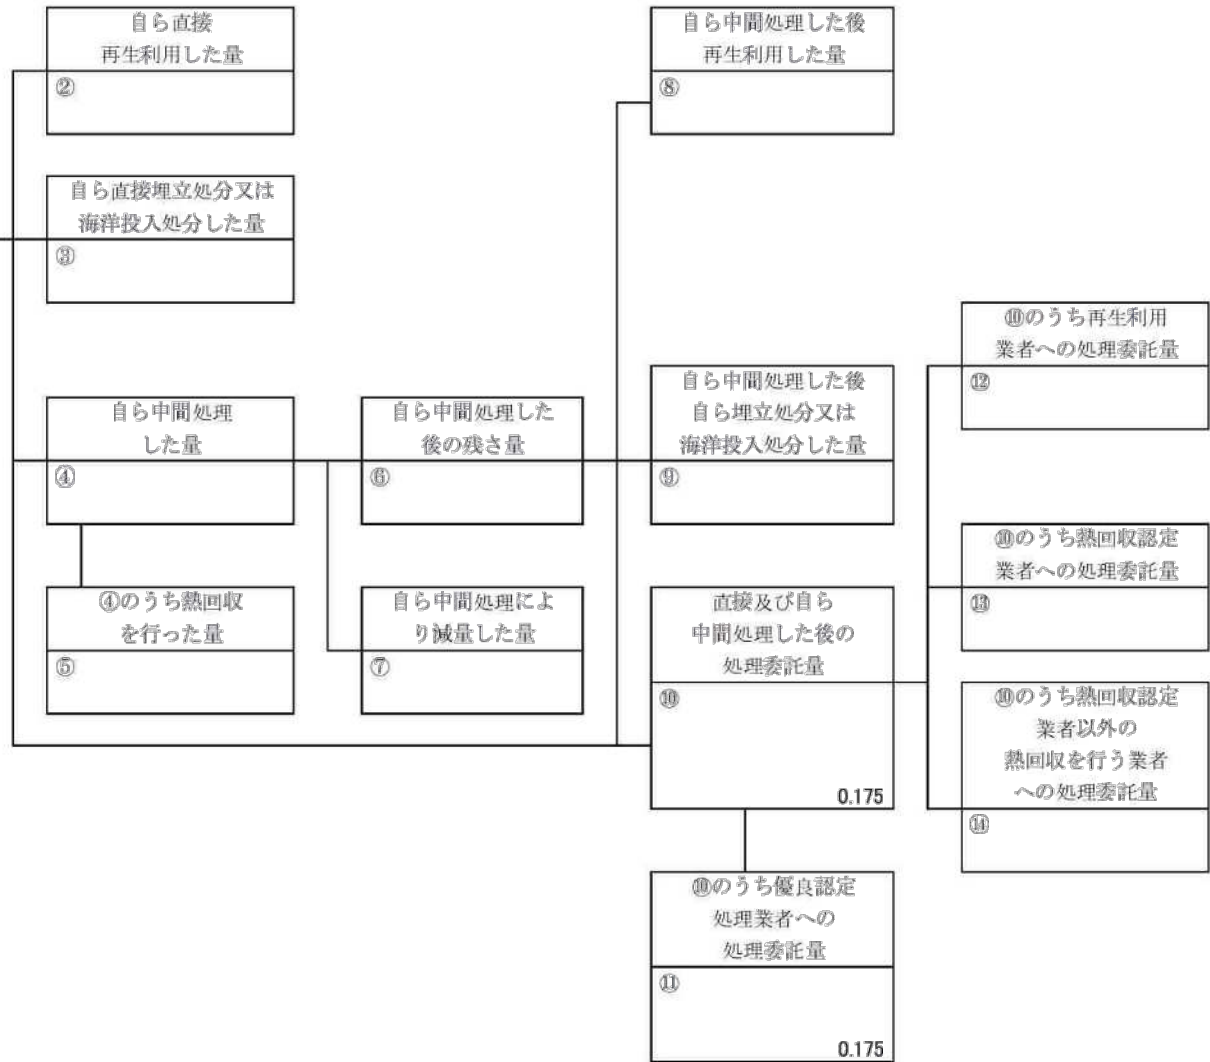 自ら直接
再生利用した量
②
自ら中間処理した後
再生利用した量
⑧
自ら直接埋立処分又は
海洋投入処分した量
③
⑩のうち再生利用
業者への処理委託量
⑫
自ら中間処理
した量
④
自ら中間処理した
後の残さ量
⑥
自ら中間処理した後
自ら埋立処分又は
海洋投入処分した量
⑨
⑩のうち熱回収認定
業者への処理委託量
⑬
④のうち熱回収
を行った量
⑤
自ら中間処理によ
り減量した量
⑦
直接及び自ら
中間処理した後の
処理委託量
⑩
0.175
⑩のうち熱回収認定
業者以外の
熱回収を行う業者
への処理委託量
⑭
⑩のうち優良認定
処理業者への
処理委託量
⑪
0.175